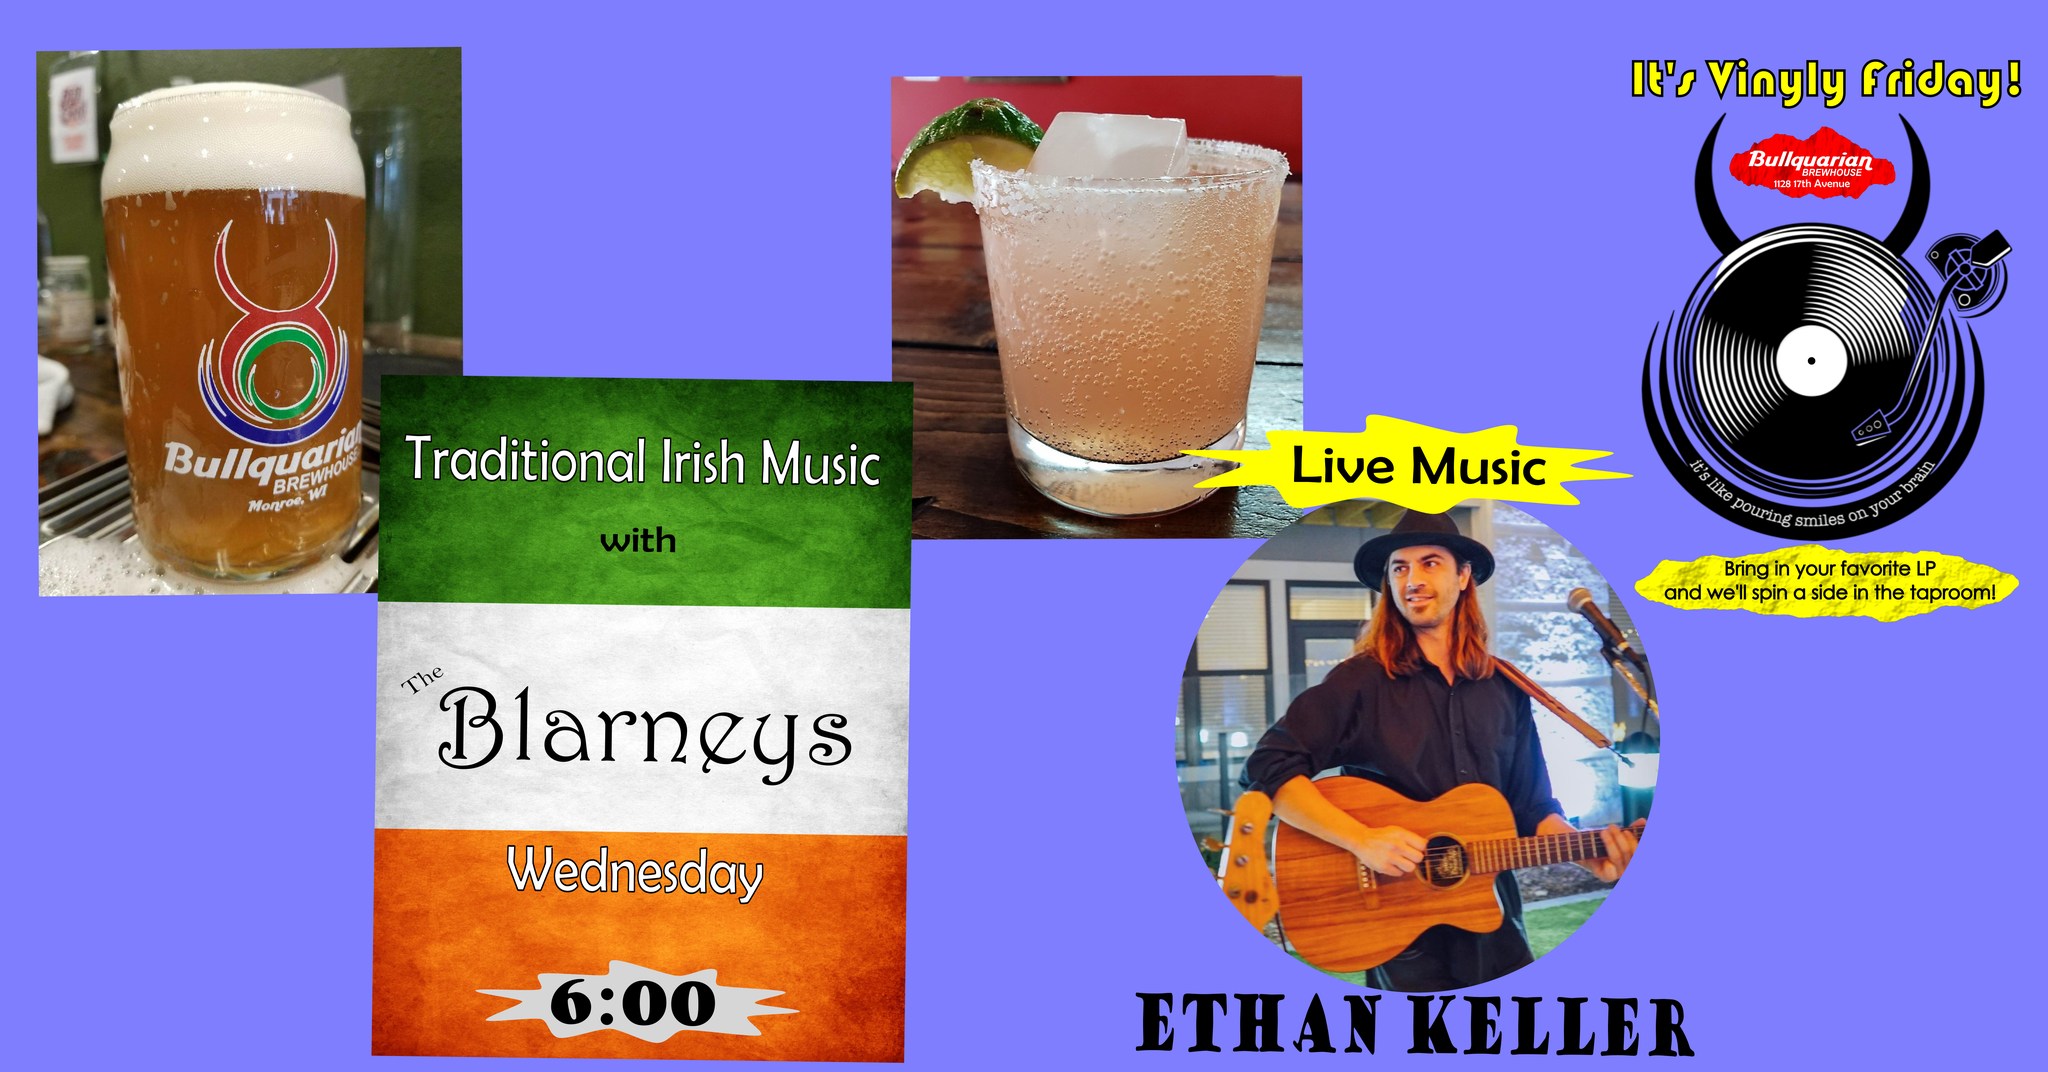 Bullquarian
BREWHOUSE
Monroe, WI
Traditional Irish Music
with
The
Blarneys
Wednesday
6:00
Live Music
ETHAN KELLER
It's Vinyly Friday!
Bullquarian
BREWHOUSE
1128 17th Avenue
it's like pouring smiles on your brain
Bring in your favorite LP
and we'll spin a side in the taproom!